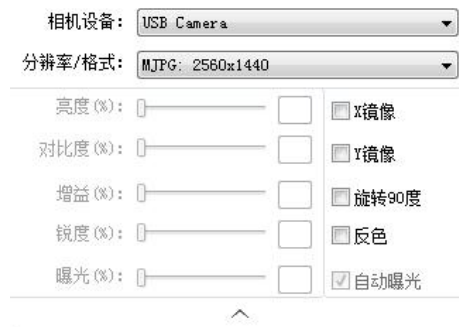 相机设备: USB Camera
分辨率/格式: MJPG: 2560x1440
亮度(%): X镜像
对比度(%): Y镜像
增益(%): 旋转90度
锐度(%): 反色
曝光(%): 自动曝光